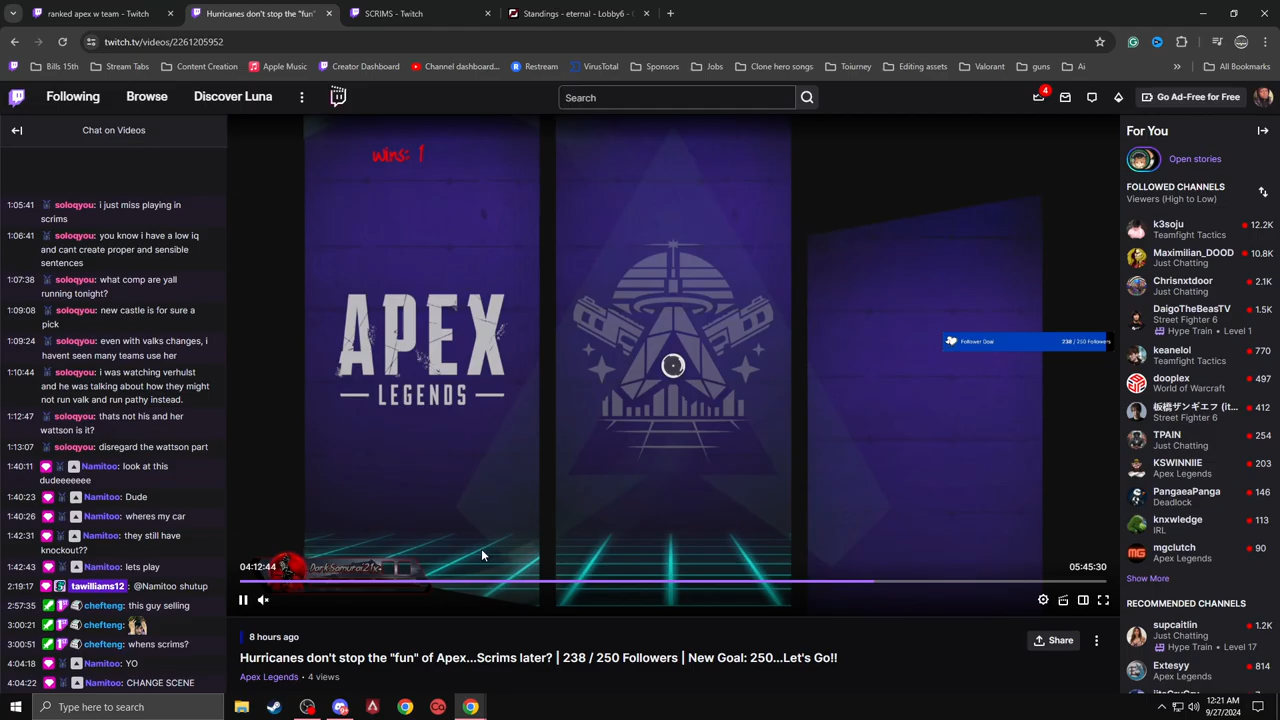 ranked apex w team - Twitch
Hurricanes don't stop the "fun"
SCRIMS - Twitch
Standings - eternal - Lobby6 -
twitch.tv/videos/2261205952
Bills 15th
Stream Tabs
Content Creation
Apple Music
Creator Dashboard
Channel dashboard...
Restream
VirusTotal
Sponsors
Jobs
Clone hero songs
Toiurney
Editing assets
Valorant
guns
Ai
»
All Bookmarks
Following
Browse
Discover Luna
Search
4
Go Ad-Free for Free
Chat on Videos
1:05:41 soloqyou: i just miss playing in
scrims
1:06:41 soloqyou: you know i have a low iq
and cant create proper and sensible
sentences
1:07:38 soloqyou: what comp are yall
running tonight?
1:09:08 soloqyou: new castle is for sure a
pick
1:09:24 soloqyou: even with valks changes, i
havent seen many teams use her
1:10:44 soloqyou: i was watching verhulst
and he was talking about how they might
not run valk and run pathy instead.
1:12:47 soloqyou: thats not his and her
wattson is it?
1:13:07 soloqyou: disregard the wattson part
1:40:11 Namitoo: look at this
dudeeeeeee
1:40:23 Namitoo: Dude
1:40:26 Namitoo: wheres my car
1:42:31 Namitoo: they still have
knockout??
1:42:43 Namitoo: lets play
2:19:17 tawilliams12: @Namitoo shutup
2:57:35 chefteng: this guy selling
3:00:21 chefteng:
3:00:51 chefteng: whens scrims?
4:04:18 Namitoo: YO
4:04:22 Namitoo: CHANGE SCENE
wins: 1
APEX
LEGENDS
Follower Goal
238 / 250 Followers
DarkSamurai21x
04:12:44
05:45:30
8 hours ago
Share
Hurricanes don't stop the "fun" of Apex...Scrims later? | 238 / 250 Followers | New Goal: 250...Let's Go!!
Apex Legends • 4 views
For You
Open stories
FOLLOWED CHANNELS
Viewers (High to Low)
k3soju
12.2K
Teamfight Tactics
Maximilian_DOOD
10.8K
Just Chatting
Chrisnxtdoor
2.1K
Just Chatting
DaigoTheBeasTV
1.5K
Street Fighter 6
Hype Train • Level 1
keanelol
770
Teamfight Tactics
dooplex
497
World of Warcraft
板橋ザンギエフ (it...
412
Street Fighter 6
TPAIN
254
Just Chatting
KSWINNIIE
203
Apex Legends
PangaeaPanga
146
Deadlock
knxwledge
113
IRL
mgclutch
90
Apex Legends
Show More
RECOMMENDED CHANNELS
supcaitlin
1.2K
Just Chatting
Hype Train • Level 17
Extesyy
814
Apex Legends
Type here to search
12:21 AM
9/27/2024